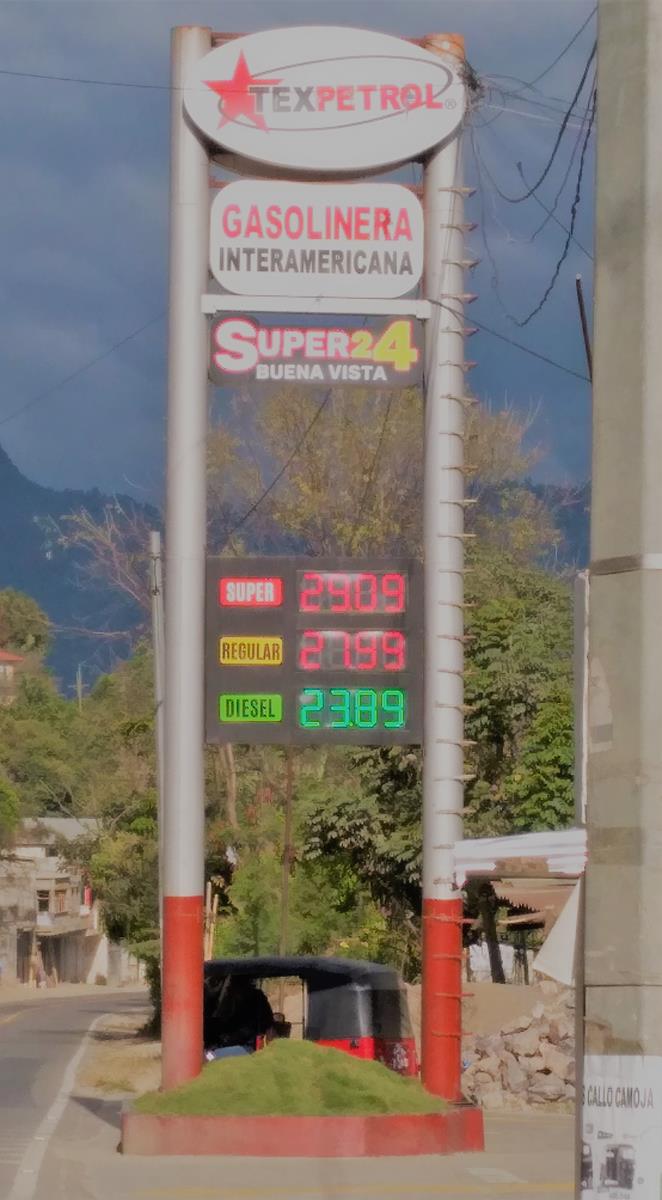 TEXPETROL®
GASOLINERA
INTERAMERICANA
SUPER24
BUENA VISTA
SUPER 29.09
REGULAR 27.99
DIESEL 23.89
CALLO CAMOJA